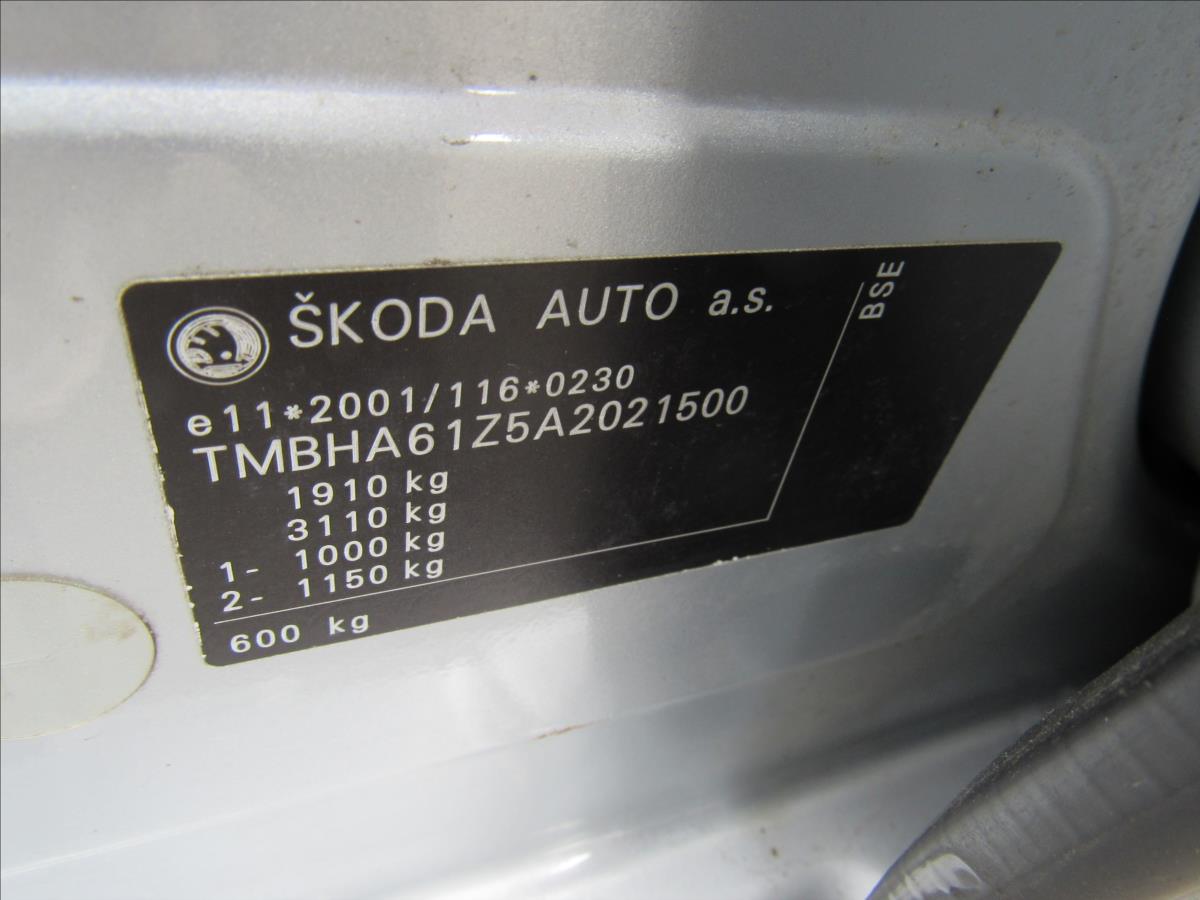 ŠKODA AUTO a.s.
BSE
e11*2001/116*0230
TMBHA61Z5A2021500
1910 kg
3110 kg
1- 1000 kg
2- 1150 kg
600 kg